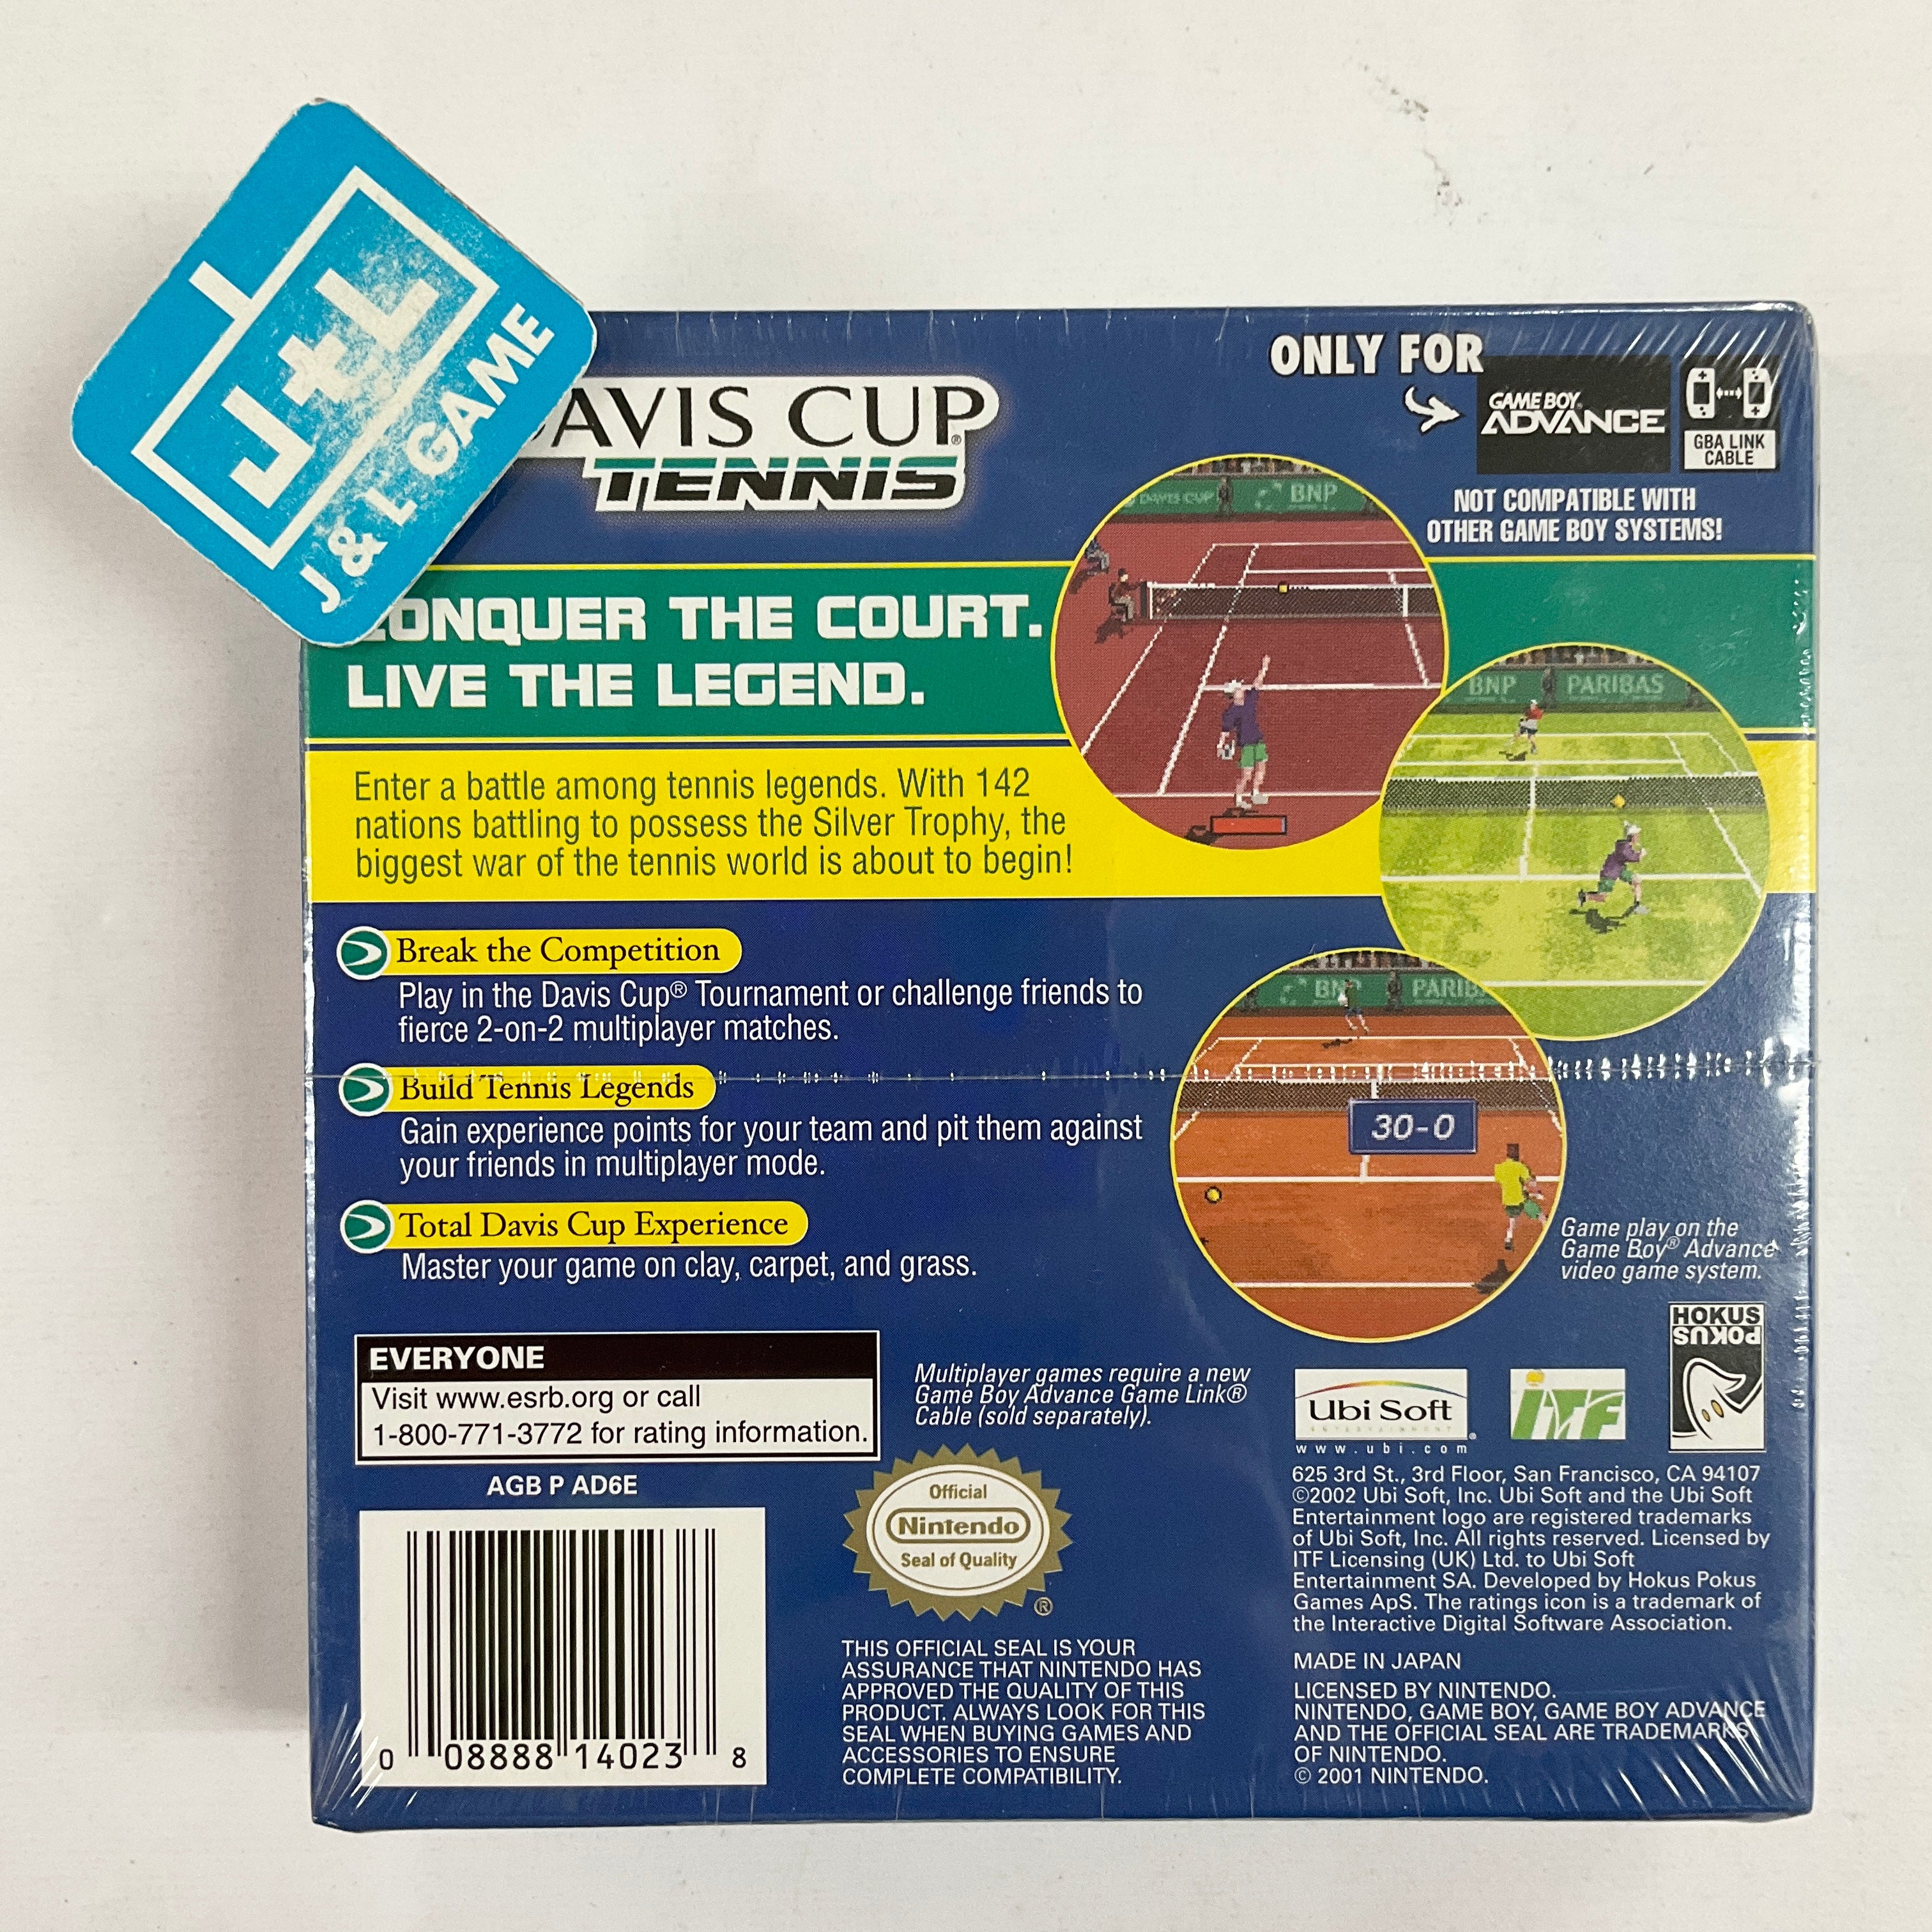 J+L
J & L GAME
DAVIS CUP®
TENNIS
ONLY FOR
GAME BOY
ADVANCE
GBA LINK
CABLE
NOT COMPATIBLE WITH
OTHER GAME BOY SYSTEMS!
DAVIS CUP BNP
CONQUER THE COURT.
LIVE THE LEGEND.
BNP PARIBAS
Enter a battle among tennis legends. With 142
nations battling to possess the Silver Trophy, the
biggest war of the tennis world is about to begin!
Break the Competition
Play in the Davis Cup® Tournament or challenge friends to
fierce 2-on-2 multiplayer matches.
BNP PARIB
Build Tennis Legends
Gain experience points for your team and pit them against
your friends in multiplayer mode.
30-0
Total Davis Cup Experience
Master your game on clay, carpet, and grass.
Game play on the
Game Boy® Advance
video game system.
EVERYONE
Visit www.esrb.org or call
1-800-771-3772 for rating information.
AGB P AD6E
0 08888 14023 8
Multiplayer games require a new
Game Boy Advance Game Link®
Cable (sold separately).
Official
Nintendo
Seal of Quality
®
THIS OFFICIAL SEAL IS YOUR
ASSURANCE THAT NINTENDO HAS
APPROVED THE QUALITY OF THIS
PRODUCT. ALWAYS LOOK FOR THIS
SEAL WHEN BUYING GAMES AND
ACCESSORIES TO ENSURE
COMPLETE COMPATIBILITY.
Ubi Soft
ENTERTAINMENT®
www.ubi.com
ITF
HOKUS
POKUS
625 3rd St., 3rd Floor, San Francisco, CA 94107
©2002 Ubi Soft, Inc. Ubi Soft and the Ubi Soft
Entertainment logo are registered trademarks
of Ubi Soft, Inc. All rights reserved. Licensed by
ITF Licensing (UK) Ltd. to Ubi Soft
Entertainment SA. Developed by Hokus Pokus
Games ApS. The ratings icon is a trademark of
the Interactive Digital Software Association.
MADE IN JAPAN
LICENSED BY NINTENDO.
NINTENDO, GAME BOY, GAME BOY ADVANCE
AND THE OFFICIAL SEAL ARE TRADEMARKS
OF NINTENDO.
© 2001 NINTENDO.